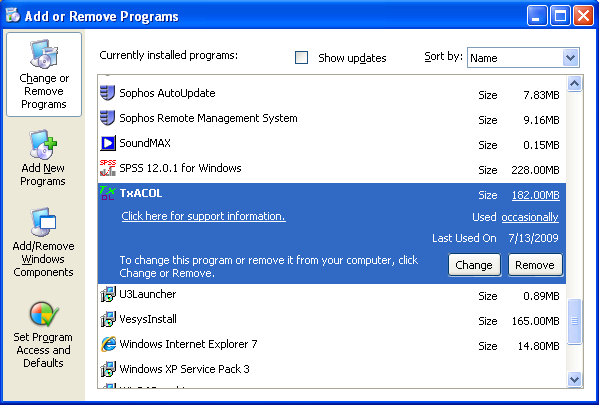 Add or Remove Programs
Change or
Remove
Programs
Add New
Programs
Add/Remove
Windows
Components
Set Program
Access and
Defaults
Currently installed programs:
Show updates
Sort by:
Name
Sophos AutoUpdate Size 7.83MB
Sophos Remote Management System Size 9.16MB
SoundMAX Size 0.15MB
SPSS
SPSS 12.0.1 for Windows Size 228.00MB
TxACOL Size 182.00MB
Click here for support information. Used occasionally
Last Used On 7/13/2009
To change this program or remove it from your computer, click
Change or Remove.
Change
Remove
U3Launcher Size 0.89MB
VesysInstall Size 165.00MB
Windows Internet Explorer 7 Size 14.80MB
Windows XP Service Pack 3